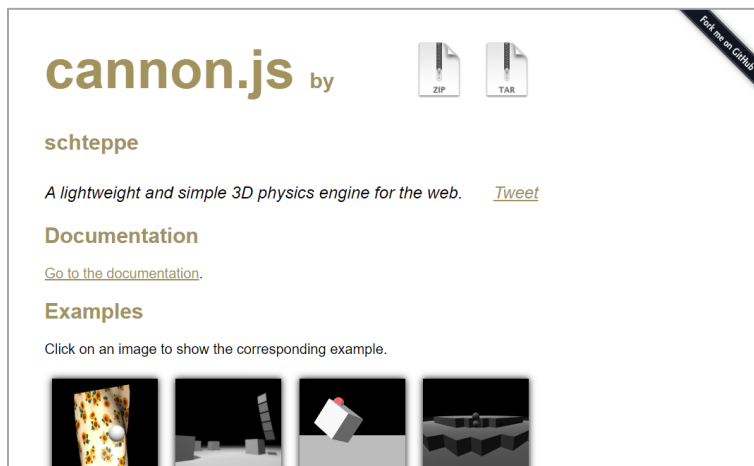 Fork me on GitHub
cannon.js by
ZIP
TAR
schteppe
A lightweight and simple 3D physics engine for the web. Tweet
Documentation
Go to the documentation.
Examples
Click on an image to show the corresponding example.